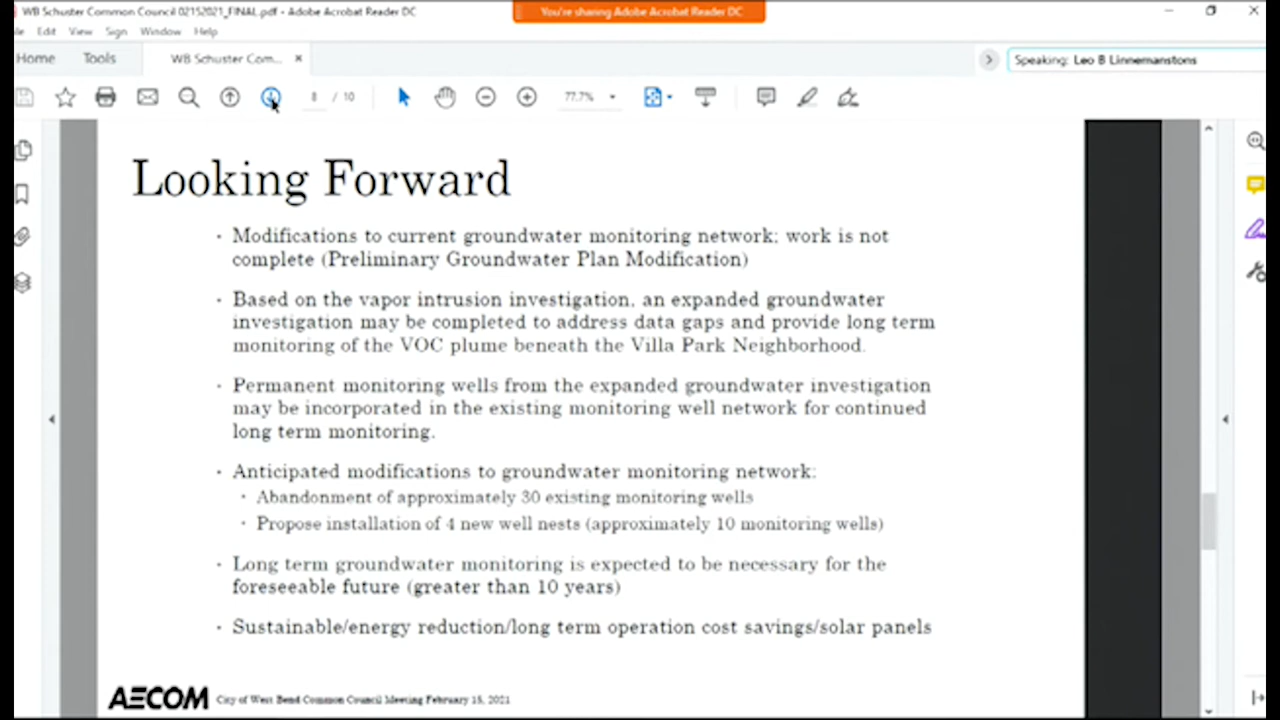 WB Schuster Common Council 02152021_FINAL.pdf - Adobe Acrobat Reader DC
You're sharing Adobe Acrobat Reader DC
Edit View Sign Window Help
Home Tools WB Schuster Com... ×
Speaking: Leo B Linnemanstons
8 / 10 77.7%
Looking Forward
· Modifications to current groundwater monitoring network; work is not
complete (Preliminary Groundwater Plan Modification)
· Based on the vapor intrusion investigation, an expanded groundwater
investigation may be completed to address data gaps and provide long term
monitoring of the VOC plume beneath the Villa Park Neighborhood.
· Permanent monitoring wells from the expanded groundwater investigation
may be incorporated in the existing monitoring well network for continued
long term monitoring.
· Anticipated modifications to groundwater monitoring network:
· Abandonment of approximately 30 existing monitoring wells
· Propose installation of 4 new well nests (approximately 10 monitoring wells)
· Long term groundwater monitoring is expected to be necessary for the
foreseeable future (greater than 10 years)
· Sustainable/energy reduction/long term operation cost savings/solar panels
AECOM City of West Bend Common Council Meeting February 15, 2021